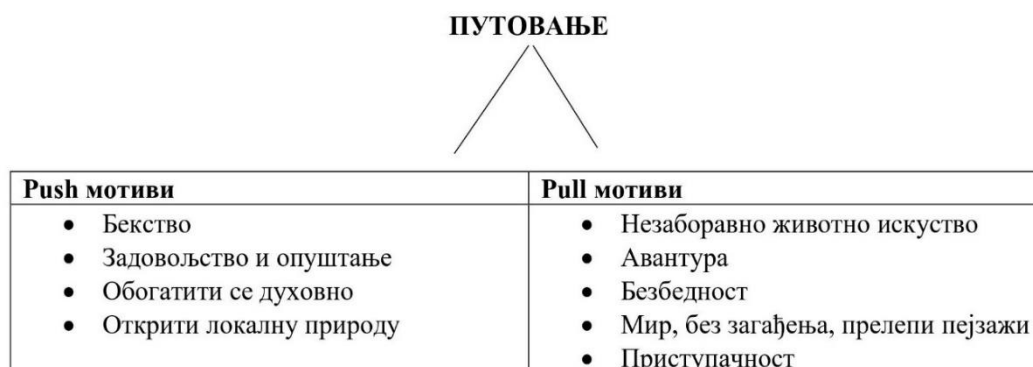 ПУТОВАЊЕ
Push мотиви
• Бекство
• Задовољство и опуштање
• Обогатити се духовно
• Открити локалну природу
Pull мотиви
• Незаборавно животно искуство
• Авантура
• Безбедност
• Мир, без загађења, прелепи пејзажи
• Приступачност